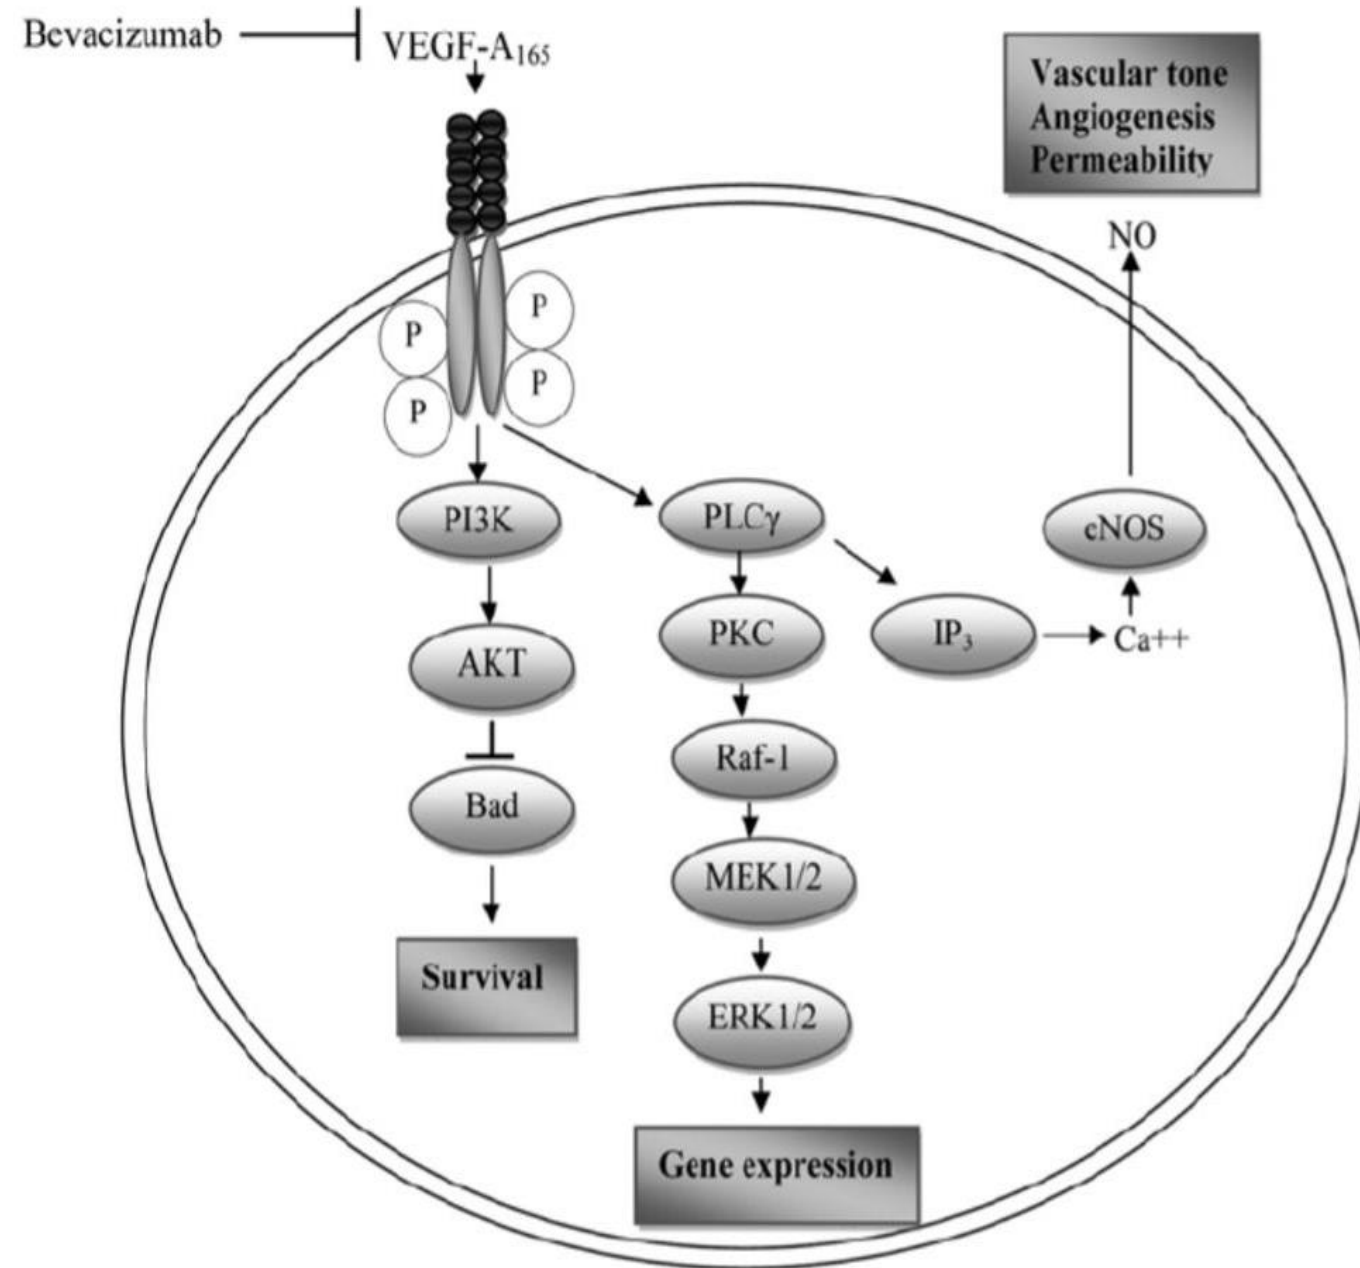 Bevacizumab
VEGF-A165
Vascular tone
Angiogenesis
Permeability
NO
P
P
P
P
PI3K
PLCγ
eNOS
AKT
PKC
IP3
Ca++
Raf-1
Bad
MEK1/2
Survival
ERK1/2
Gene expression